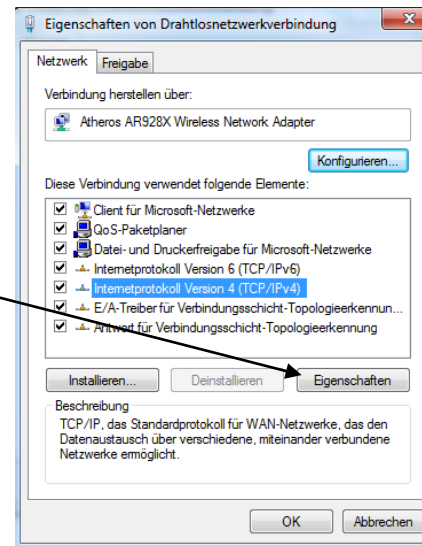 Eigenschaften von Drahtlosnetzwerkverbindung
Netzwerk Freigabe
Verbindung herstellen über:
Atheros AR928X Wireless Network Adapter
Konfigurieren...
Diese Verbindung verwendet folgende Elemente:
Client für Microsoft-Netzwerke
QoS-Paketplaner
Datei- und Druckerfreigabe für Microsoft-Netzwerke
Internetprotokoll Version 6 (TCP/IPv6)
Internetprotokoll Version 4 (TCP/IPv4)
E/A-Treiber für Verbindungsschicht-Topologieerkennun...
Antwort für Verbindungsschicht-Topologieerkennung
Installieren... Deinstallieren Eigenschaften
Beschreibung
TCP/IP, das Standardprotokoll für WAN-Netzwerke, das den
Datenaustausch über verschiedene, miteinander verbundene
Netzwerke ermöglicht.
OK Abbrechen